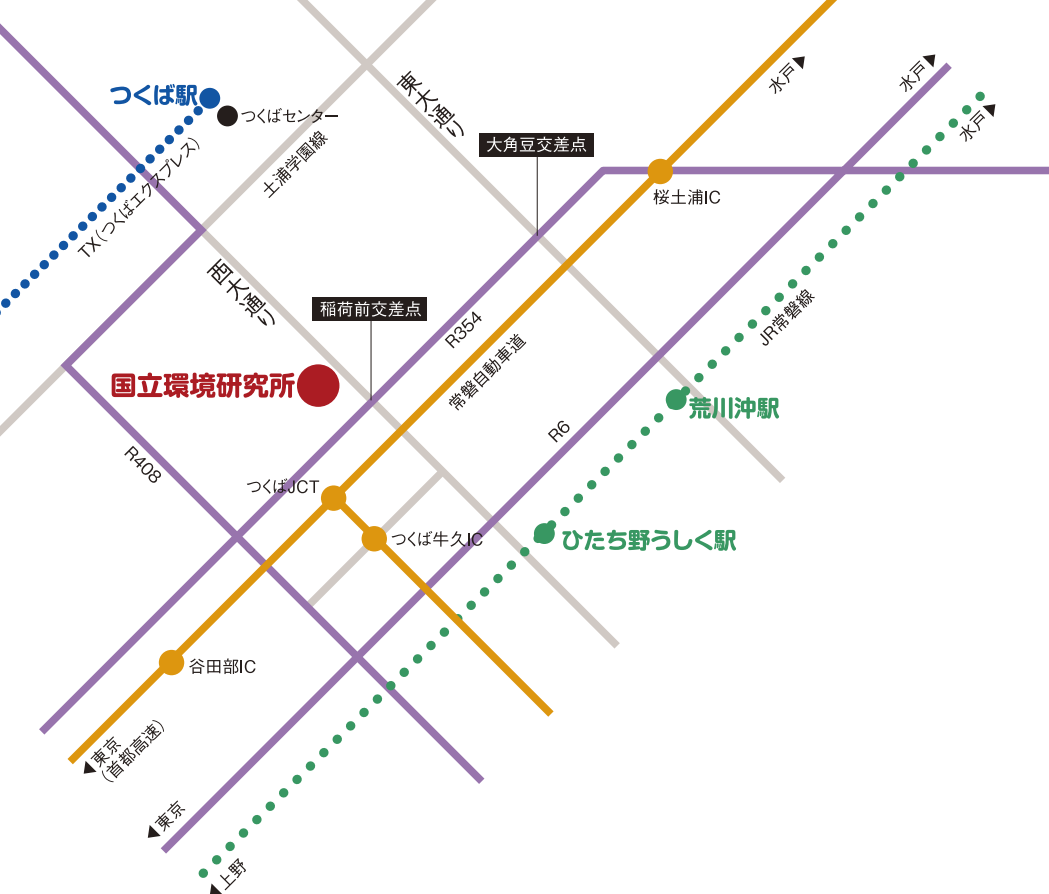 水戸
水戸
水戸
つくば駅
つくばセンター
東大通り
大角豆交差点
TX（つくばエクスプレス）
土浦学園線
桜土浦IC
西大通り
稲荷前交差点
R354
JR常磐線
常磐自動車道
国立環境研究所
荒川沖駅
R6
R408
つくばJCT
つくば牛久IC
ひたち野うしく駅
谷田部IC
東京
（首都高速）
東京
上野